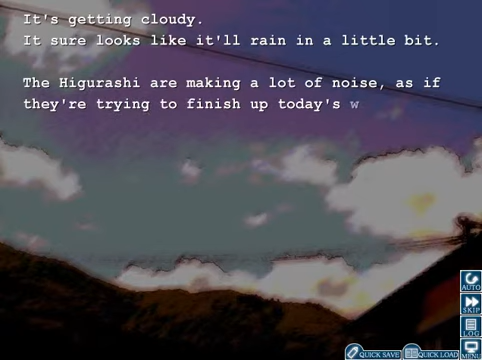 It's getting cloudy.
It sure looks like it'll rain in a little bit.
The Higurashi are making a lot of noise, as if
they're trying to finish up today's w
AUTO
SKIP
LOG
QUICK SAVE
QUICK LOAD
MENU